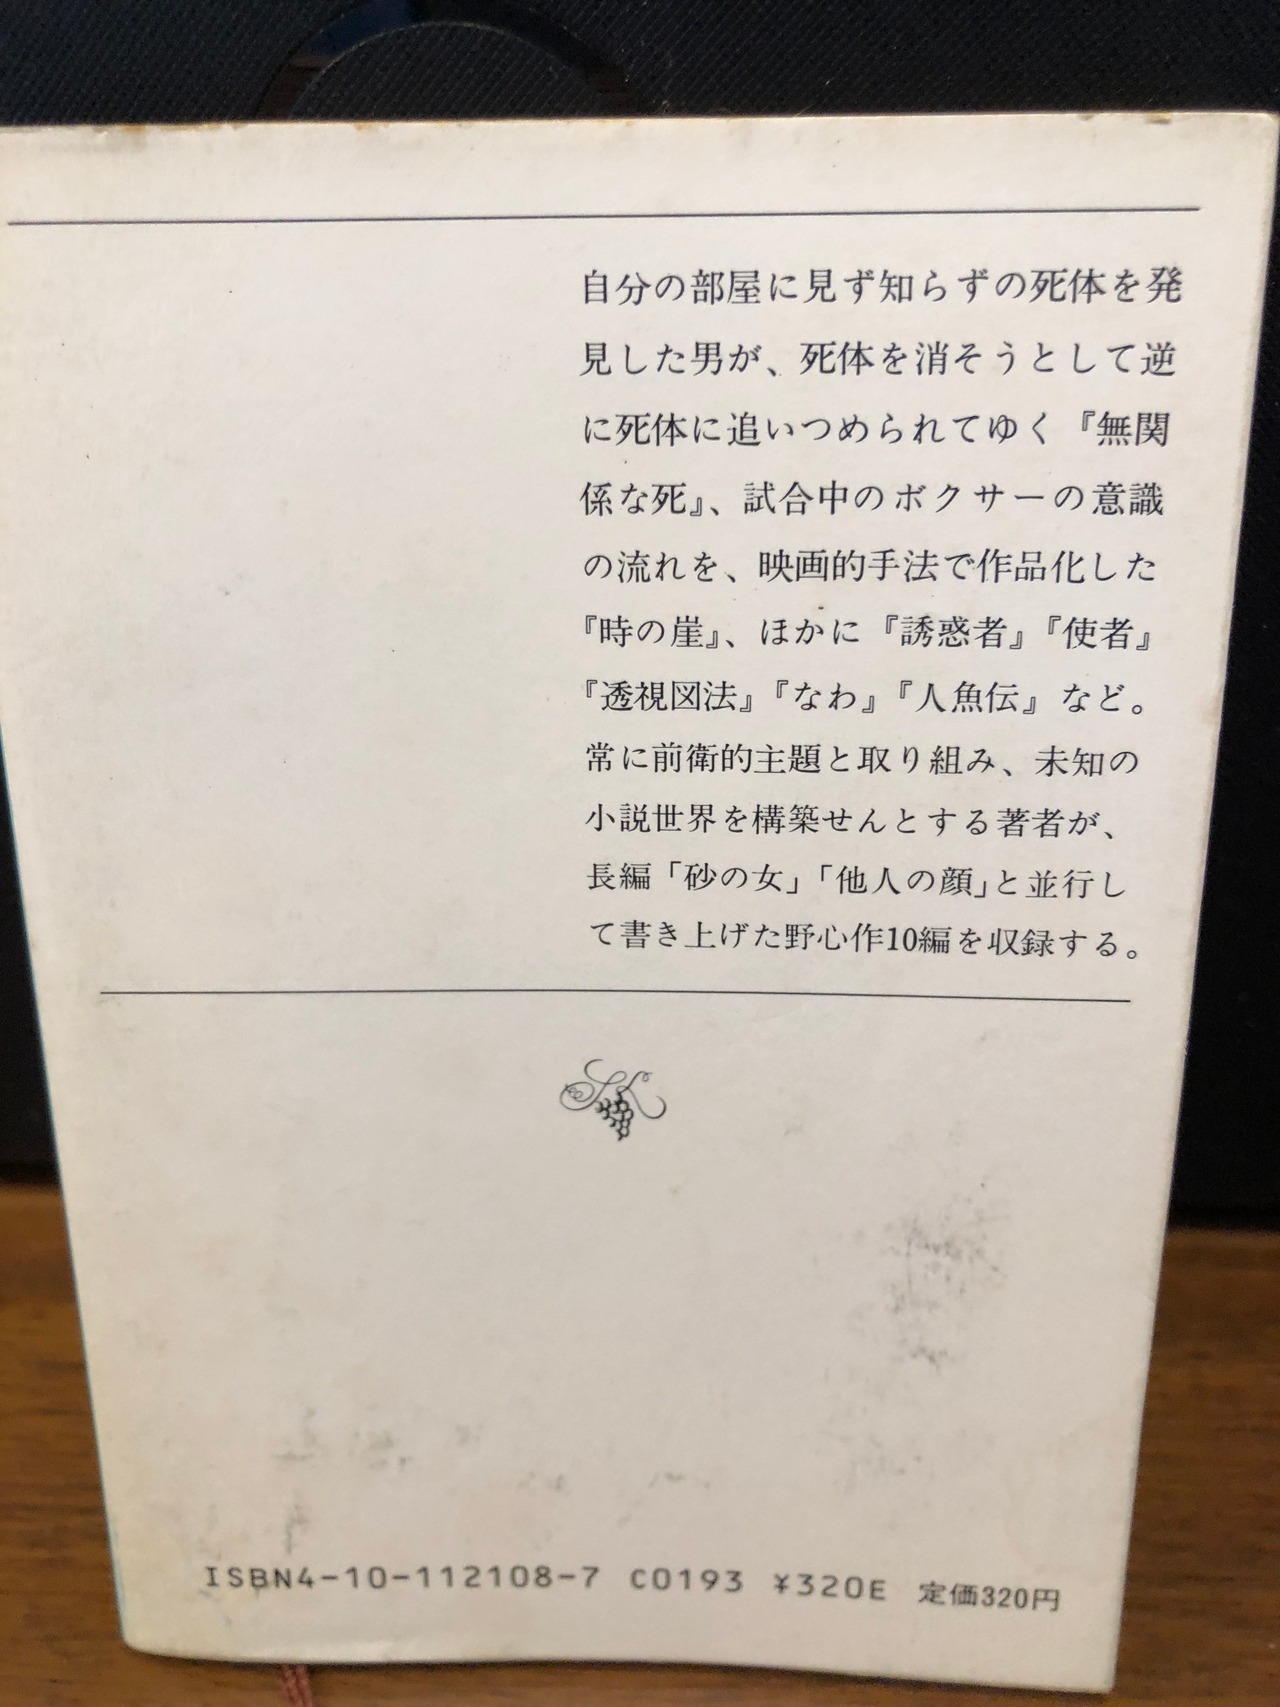 自分の部屋に見ず知らずの死体を発
見した男が、死体を消そうとして逆
に死体に追いつめられてゆく『無関
係な死』、試合中のボクサーの意識
の流れを、映画的手法で作品化した
『時の崖』、ほかに『誘惑者』『使者』
『透視図法』『なわ』『人魚伝』など。
常に前衛的主題と取り組み、未知の
小説世界を構築せんとする著者が、
長編「砂の女」「他人の顔」と並行し
て書き上げた野心作10編を収録する。
ISBN4-10-112108-7 C0193 ¥320E 定価320円